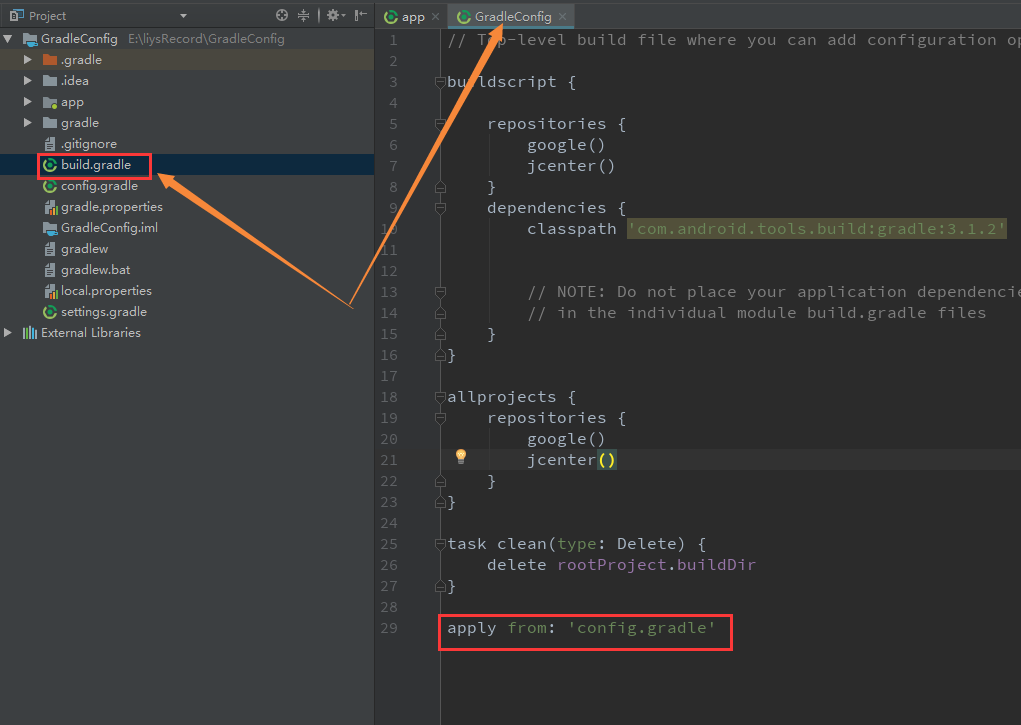 Project
GradleConfig E:\liysRecord\GradleConfig
.gradle
.idea
app
gradle
.gitignore
build.gradle
config.gradle
gradle.properties
GradleConfig.iml
gradlew
gradlew.bat
local.properties
settings.gradle
External Libraries
app
GradleConfig
1 // Top-level build file where you can add configuration op
2
3 buildscript {
4
5 repositories {
6 google()
7 jcenter()
8 }
9 dependencies {
10 classpath 'com.android.tools.build:gradle:3.1.2'
11
12
13 // NOTE: Do not place your application dependencie
14 // in the individual module build.gradle files
15 }
16 }
17
18 allprojects {
19 repositories {
20 google()
21 jcenter()
22 }
23 }
24
25 task clean(type: Delete) {
26 delete rootProject.buildDir
27 }
28
29 apply from: 'config.gradle'